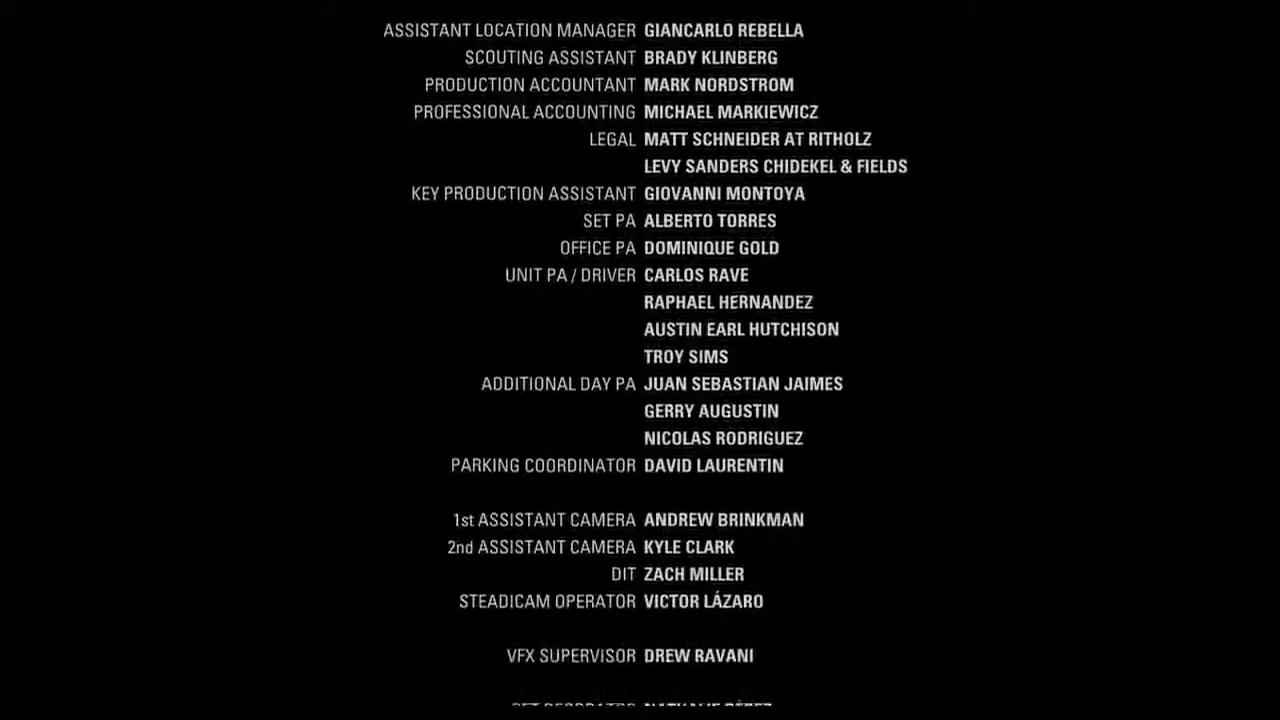 ASSISTANT LOCATION MANAGER GIANCARLO REBELLA
SCOUTING ASSISTANT BRADY KLINBERG
PRODUCTION ACCOUNTANT MARK NORDSTROM
PROFESSIONAL ACCOUNTING MICHAEL MARKIEWICZ
LEGAL MATT SCHNEIDER AT RITHOLZ
LEVY SANDERS CHIDEKEL & FIELDS
KEY PRODUCTION ASSISTANT GIOVANNI MONTOYA
SET PA ALBERTO TORRES
OFFICE PA DOMINIQUE GOLD
UNIT PA / DRIVER CARLOS RAVE
RAPHAEL HERNANDEZ
AUSTIN EARL HUTCHISON
TROY SIMS
ADDITIONAL DAY PA JUAN SEBASTIAN JAIMES
GERRY AUGUSTIN
NICOLAS RODRIGUEZ
PARKING COORDINATOR DAVID LAURENTIN
1st ASSISTANT CAMERA ANDREW BRINKMAN
2nd ASSISTANT CAMERA KYLE CLARK
DIT ZACH MILLER
STEADICAM OPERATOR VICTOR LÁZARO
VFX SUPERVISOR DREW RAVANI